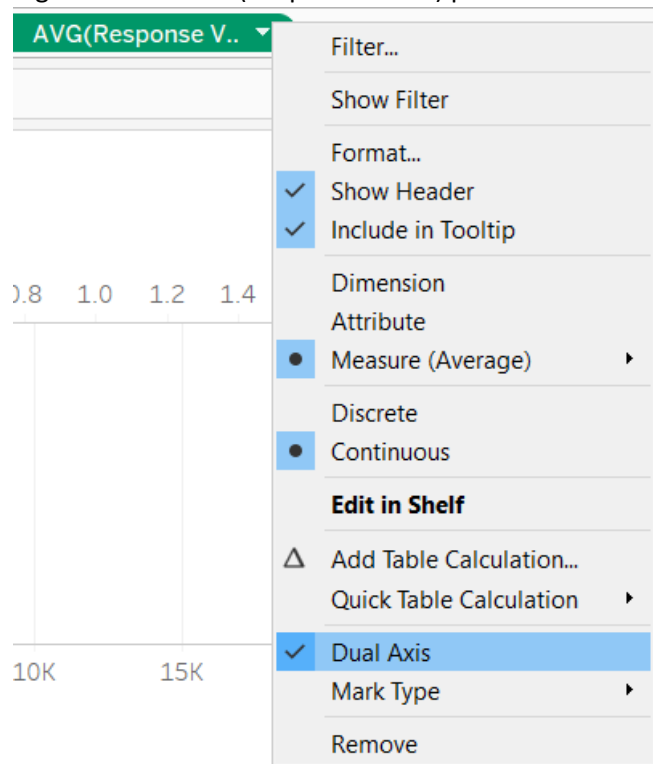 AVG(Response V..
Filter...
Show Filter
Format...
Show Header
Include in Tooltip
Dimension
0.8 1.0 1.2 1.4
Attribute
Measure (Average)
Discrete
Continuous
Edit in Shelf
Add Table Calculation...
Quick Table Calculation
Dual Axis
10K 15K
Mark Type
Remove